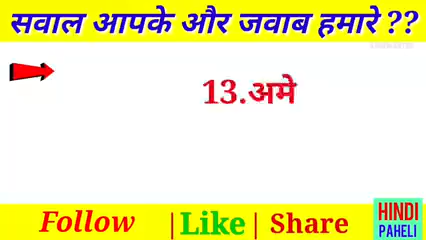 सवाल आपके और जवाब हमारे ??
13.अमे
Follow | Like | Share
HINDI
PAHELI